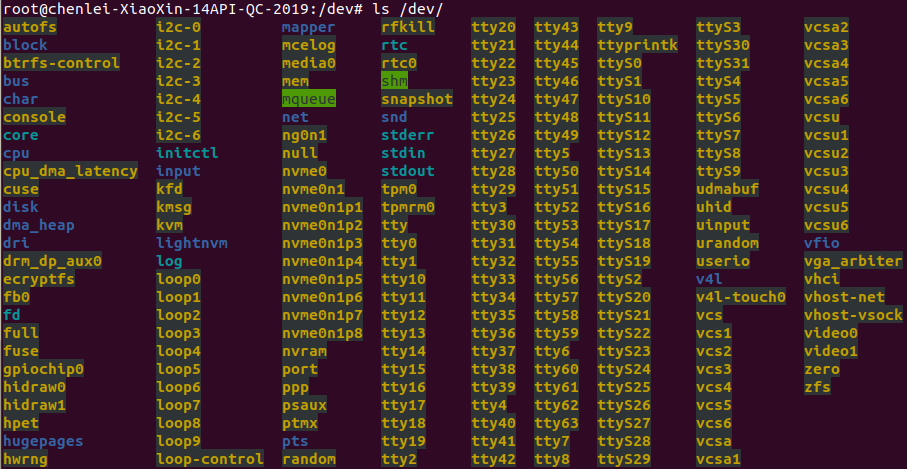 root@chenlei-XiaoXin-14API-QC-2019:/dev# ls /dev/
autofs i2c-0 mapper rfkill tty20 tty43 tty9 ttyS3 vcsa2
block i2c-1 mcelog rtc tty21 tty44 ttyprintk ttyS30 vcsa3
btrfs-control i2c-2 media0 rtc0 tty22 tty45 ttyS0 ttyS31 vcsa4
bus i2c-3 mem shm tty23 tty46 ttyS1 ttyS4 vcsa5
char i2c-4 mqueue snapshot tty24 tty47 ttyS10 ttyS5 vcsa6
console i2c-5 net snd tty25 tty48 ttyS11 ttyS6 vcsu
core i2c-6 ng0n1 stderr tty26 tty49 ttyS12 ttyS7 vcsu1
cpu initctl null stdin tty27 tty5 ttyS13 ttyS8 vcsu2
cpu_dma_latency input nvme0 stdout tty28 tty50 ttyS14 ttyS9 vcsu3
cuse kfd nvme0n1 tpm0 tty29 tty51 ttyS15 udmabuf vcsu4
disk kmsg nvme0n1p1 tpmrm0 tty3 tty52 ttyS16 uhid vcsu5
dma_heap kvm nvme0n1p2 tty tty30 tty53 ttyS17 uinput vcsu6
dri lightnvm nvme0n1p3 tty0 tty31 tty54 ttyS18 urandom vfio
drm_dp_aux0 log nvme0n1p4 tty1 tty32 tty55 ttyS19 userio vga_arbiter
ecryptfs loop0 nvme0n1p5 tty10 tty33 tty56 ttyS2 v4l vhci
fb0 loop1 nvme0n1p6 tty11 tty34 tty57 ttyS20 v4l-touch0 vhost-net
fd loop2 nvme0n1p7 tty12 tty35 tty58 ttyS21 vcs vhost-vsock
full loop3 nvme0n1p8 tty13 tty36 tty59 ttyS22 vcs1 video0
fuse loop4 nvram tty14 tty37 tty6 ttyS23 vcs2 video1
gpiochip0 loop5 port tty15 tty38 tty60 ttyS24 vcs3 zero
hidraw0 loop6 ppp tty16 tty39 tty61 ttyS25 vcs4 zfs
hidraw1 loop7 psaux tty17 tty4 tty62 ttyS26 vcs5
hpet loop8 ptmx tty18 tty40 tty63 ttyS27 vcs6
hugepages loop9 pts tty19 tty41 tty7 ttyS28 vcsa
hwrng loop-control random tty2 tty42 tty8 ttyS29 vcsa1